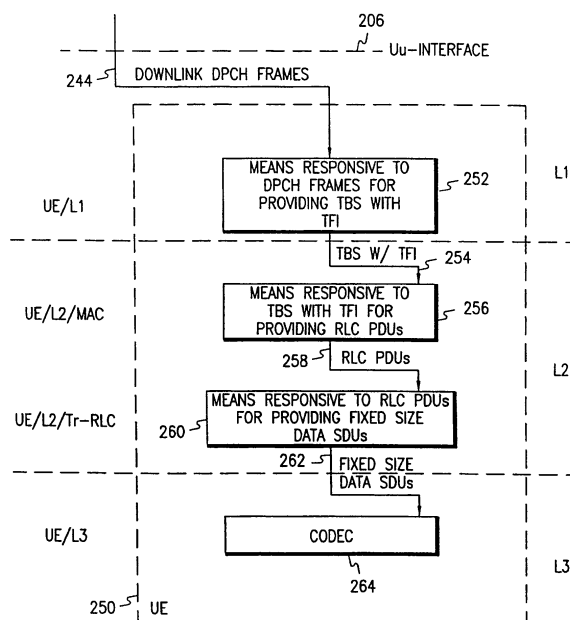 206
Uu-INTERFACE
244
DOWNLINK DPCH FRAMES
MEANS RESPONSIVE TO
DPCH FRAMES FOR
PROVIDING TBS WITH
TFI
252
L1
UE/L1
TBS W/ TFI
254
UE/L2/MAC
MEANS RESPONSIVE TO
TBS WITH TFI FOR
PROVIDING RLC PDUs
256
258
RLC PDUs
L2
UE/L2/Tr-RLC
MEANS RESPONSIVE TO RLC PDUs
FOR PROVIDING FIXED SIZE
DATA SDUs
260
262
FIXED SIZE
DATA SDUs
UE/L3
CODEC
264
L3
250
UE